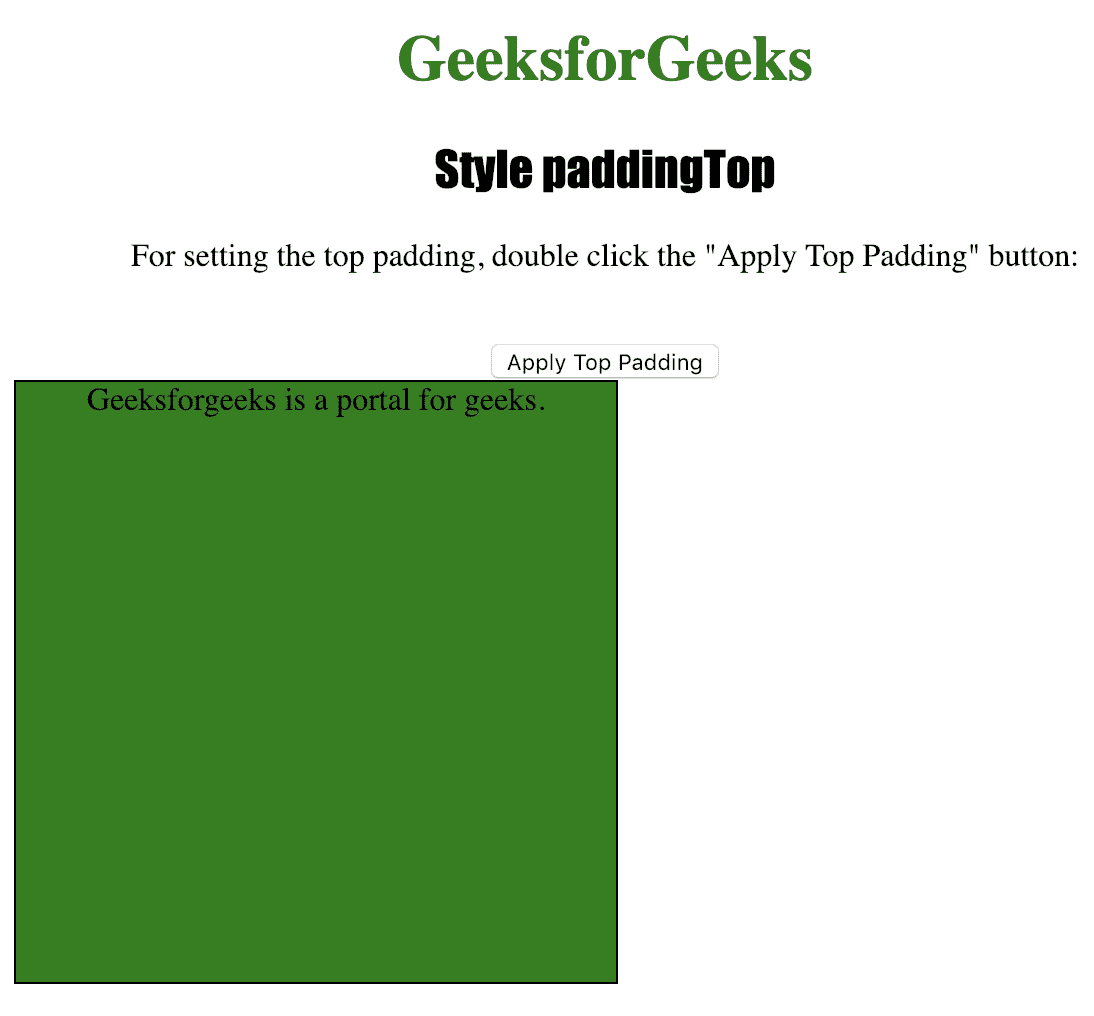 GeeksforGeeks
Style paddingTop
For setting the top padding, double click the "Apply Top Padding" button:
Apply Top Padding
Geeksforgeeks is a portal for geeks.